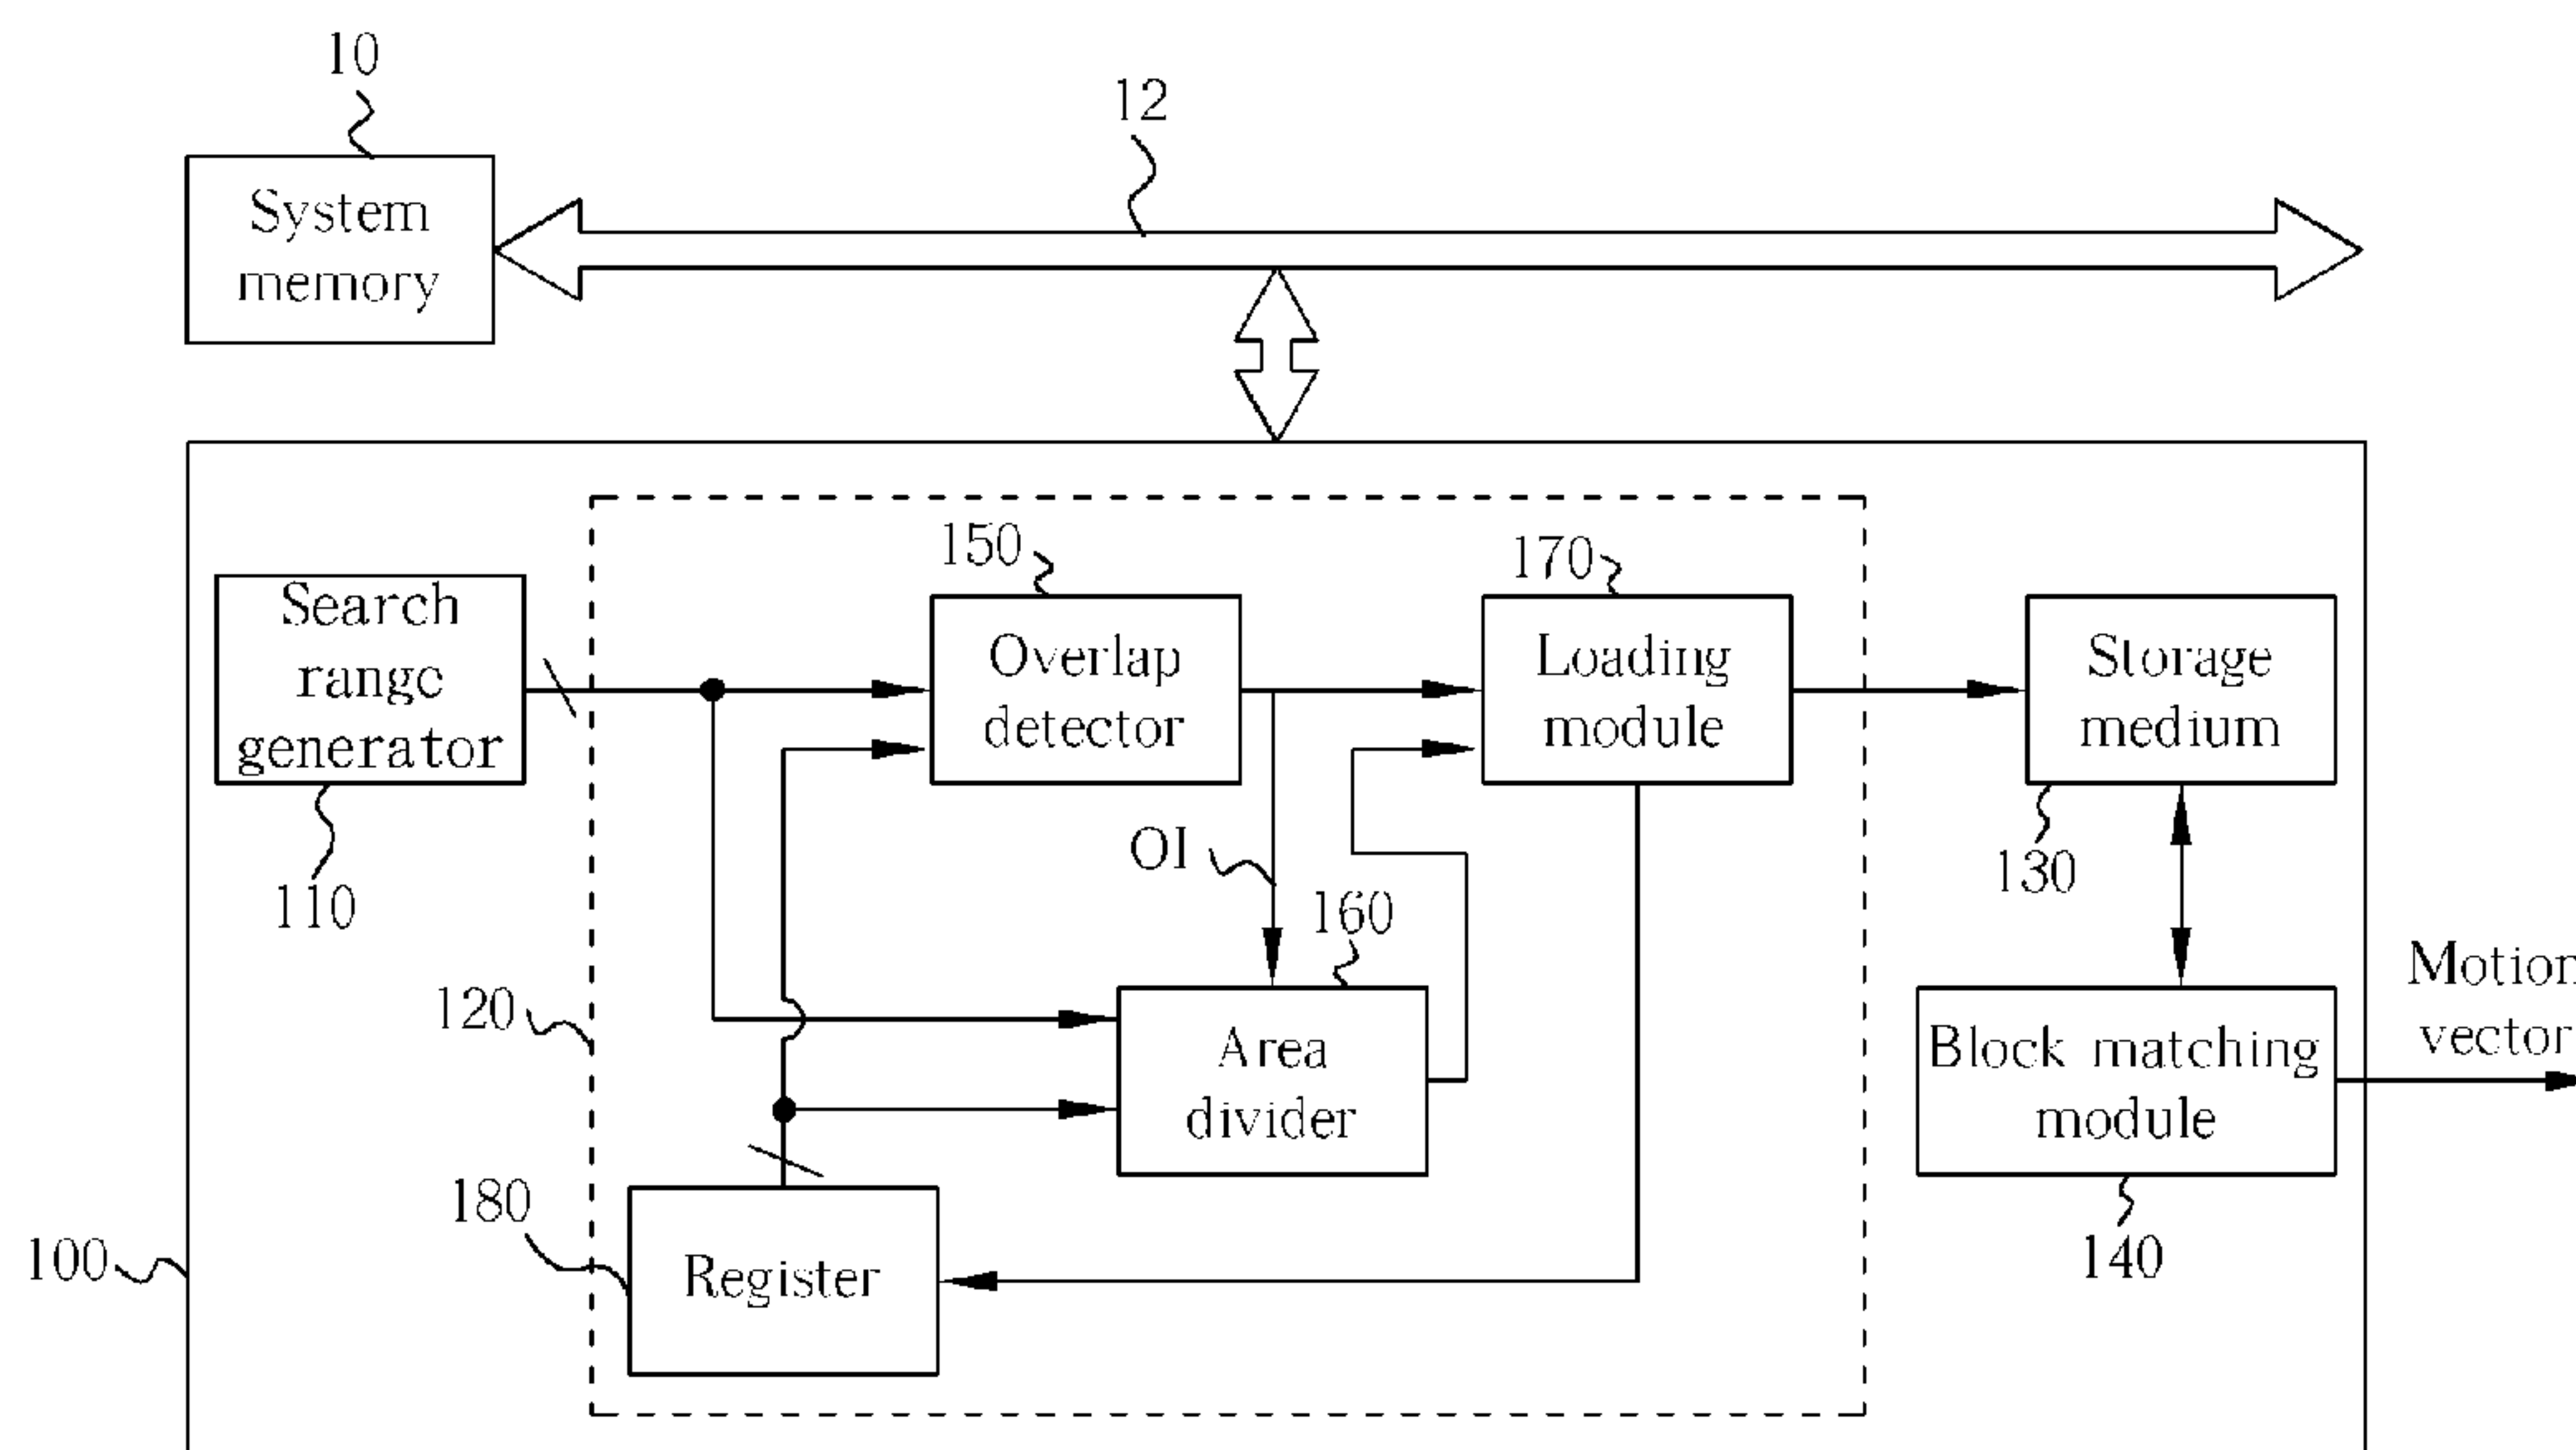 10
12
System
memory
150
170
Search
range
generator
Overlap
detector
Loading
module
Storage
medium
110
OI
160
130
120
Area
divider
Block matching
module
Motion
vector
180
100
Register
140